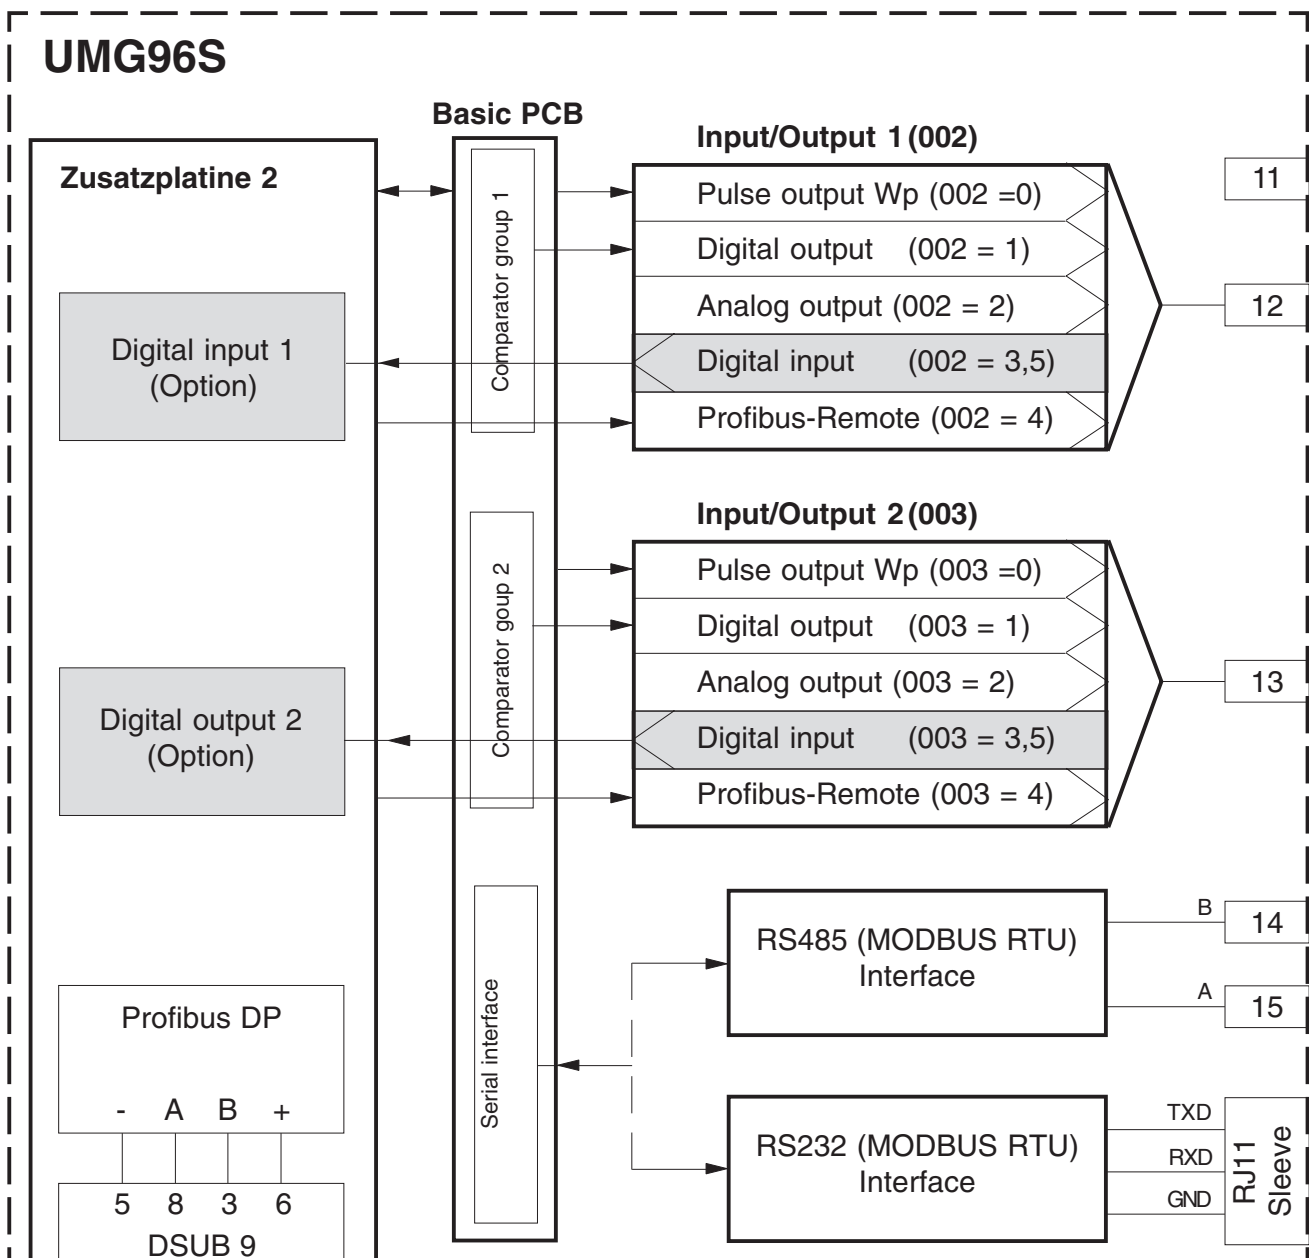 UMG96S
Basic PCB
Zusatzplatine 2
Digital input 1
(Option)
Digital output 2
(Option)
Profibus DP
- A B +
5 8 3 6
DSUB 9
Comparator group 1
Comparator goup 2
Serial interface
Input/Output 1 (002)
Pulse output Wp (002 =0)
Digital output (002 = 1)
Analog output (002 = 2)
Digital input (002 = 3,5)
Profibus-Remote (002 = 4)
11
12
Input/Output 2 (003)
Pulse output Wp (003 =0)
Digital output (003 = 1)
Analog output (003 = 2)
Digital input (003 = 3,5)
Profibus-Remote (003 = 4)
13
RS485 (MODBUS RTU)
Interface
B
14
A
15
RS232 (MODBUS RTU)
Interface
TXD
RXD
GND
RJ11
Sleeve